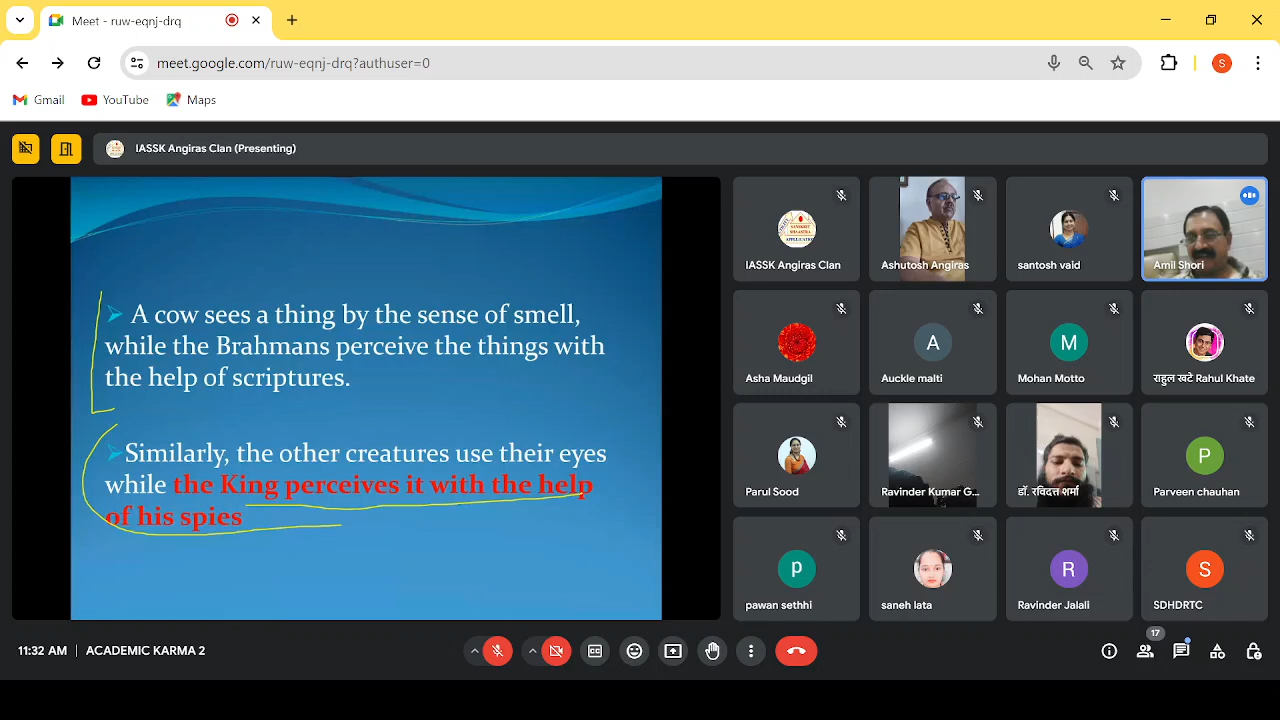 Meet - ruw-eqnj-drq
meet.google.com/ruw-eqnj-drq?authuser=0
S
Gmail
YouTube
Maps
IASSK Angiras Clan (Presenting)
➢ A cow sees a thing by the sense of smell,
while the Brahmans perceive the things with
the help of scriptures.
➢Similarly, the other creatures use their eyes
while the King perceives it with the help
of his spies
IASSK Angiras Clan
Ashutosh Angiras
santosh vaid
Amil Shori
Asha Maudgil
A
Auckle malti
M
Mohan Motto
राहुल खटे Rahul Khate
Parul Sood
Ravinder Kumar G...
डॉ. रविदत्त शर्मा
P
Parveen chauhan
p
pawan sethhi
saneh lata
R
Ravinder Jalali
S
SDHDRTC
11:32 AM | ACADEMIC KARMA 2
17